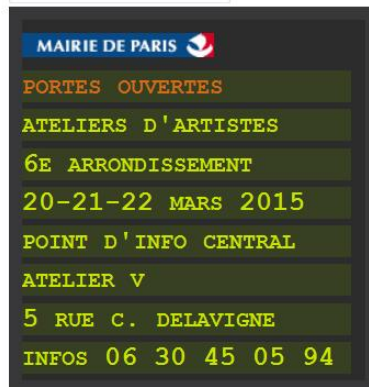 MAIRIE DE PARIS
PORTES OUVERTES
ATELIERS D'ARTISTES
6E ARRONDISSEMENT
20-21-22 MARS 2015
POINT D'INFO CENTRAL
ATELIER V
5 RUE C. DELAVIGNE
INFOS 06 30 45 05 94